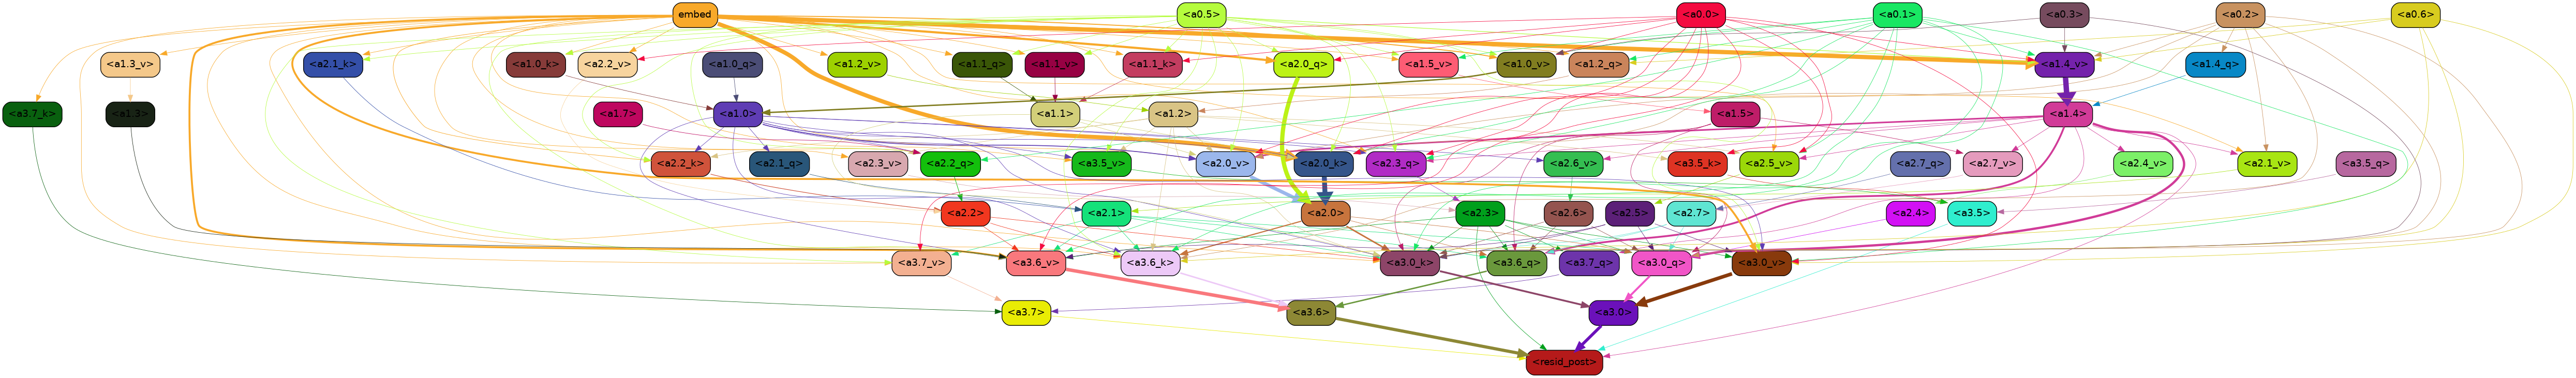 embed <a0.5> <a0.0> <a0.1> <a0.3> <a0.2> <a0.6>
<a1.3_v> <a2.1_k> <a1.0_k> <a2.2_v> <a1.0_q> <a1.2_v> <a1.1_q> <a1.1_v> <a1.1_k> <a2.0_q> <a1.5_v> <a1.0_v> <a1.2_q> <a1.4_v> <a1.4_q>
<a3.7_k> <a1.3> <a1.7> <a1.0> <a1.1> <a1.2> <a1.5> <a1.4>
<a2.2_k> <a2.1_q> <a2.3_v> <a2.2_q> <a3.5_v> <a2.0_v> <a2.0_k> <a2.3_q> <a2.6_v> <a3.5_k> <a2.5_v> <a2.7_q> <a2.7_v> <a2.4_v> <a2.1_v> <a3.5_q>
<a2.2> <a2.1> <a2.0> <a2.3> <a2.6> <a2.5> <a2.7> <a2.4> <a3.5>
<a3.7_v> <a3.6_v> <a3.6_k> <a3.0_k> <a3.6_q> <a3.7_q> <a3.0_q> <a3.0_v>
<a3.7> <a3.6> <a3.0>
<resid_post>